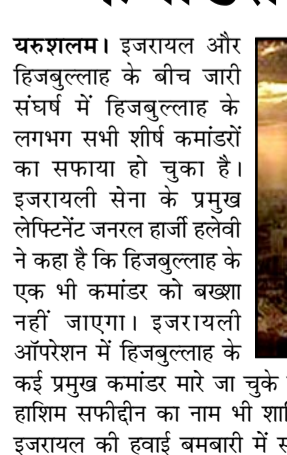 यरुशलम। इजरायल और
हिजबुल्लाह के बीच जारी
संघर्ष में हिजबुल्लाह के
लगभग सभी शीर्ष कमांडरों
का सफाया हो चुका है।
इजरायली सेना के प्रमुख
लेफ्टिनेंट जनरल हार्जी हलेवी
ने कहा है कि हिजबुल्लाह के
एक भी कमांडर को बख्शा
नहीं जाएगा। इजरायली
ऑपरेशन में हिजबुल्लाह के
कई प्रमुख कमांडर मारे जा चुके
हाशिम सफीद्दीन का नाम भी
इजरायल की हवाई बमबारी में